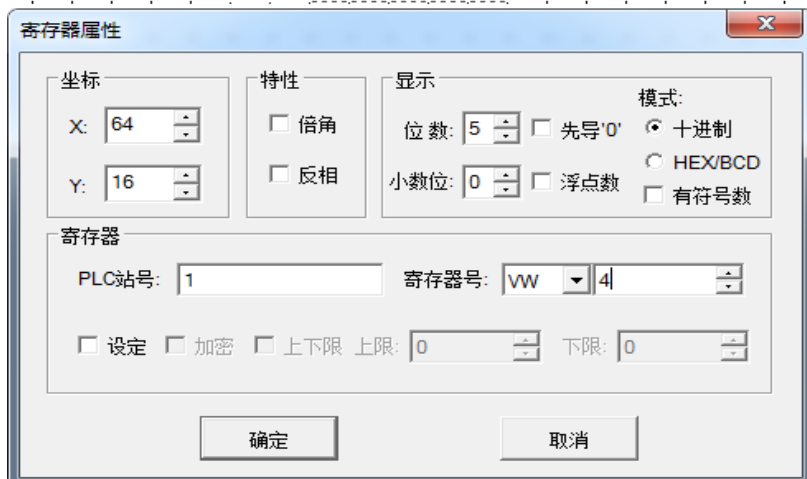 寄存器属性
坐标
X: 64
Y: 16
特性
倍角
反相
显示
位 数: 5 先导'0'
小数位: 0 浮点数
模式:
十进制
HEX/BCD
有符号数
寄存器
PLC站号: 1 寄存器号: VW 4
设定 加密 上下限 上限: 0 下限: 0
确定 取消